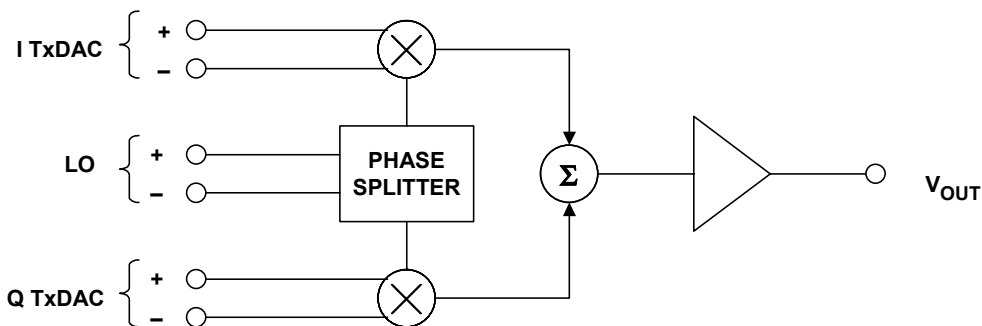 I TxDAC
+
−
LO
+
−
PHASE
SPLITTER
Σ
VOUT
Q TxDAC
+
−